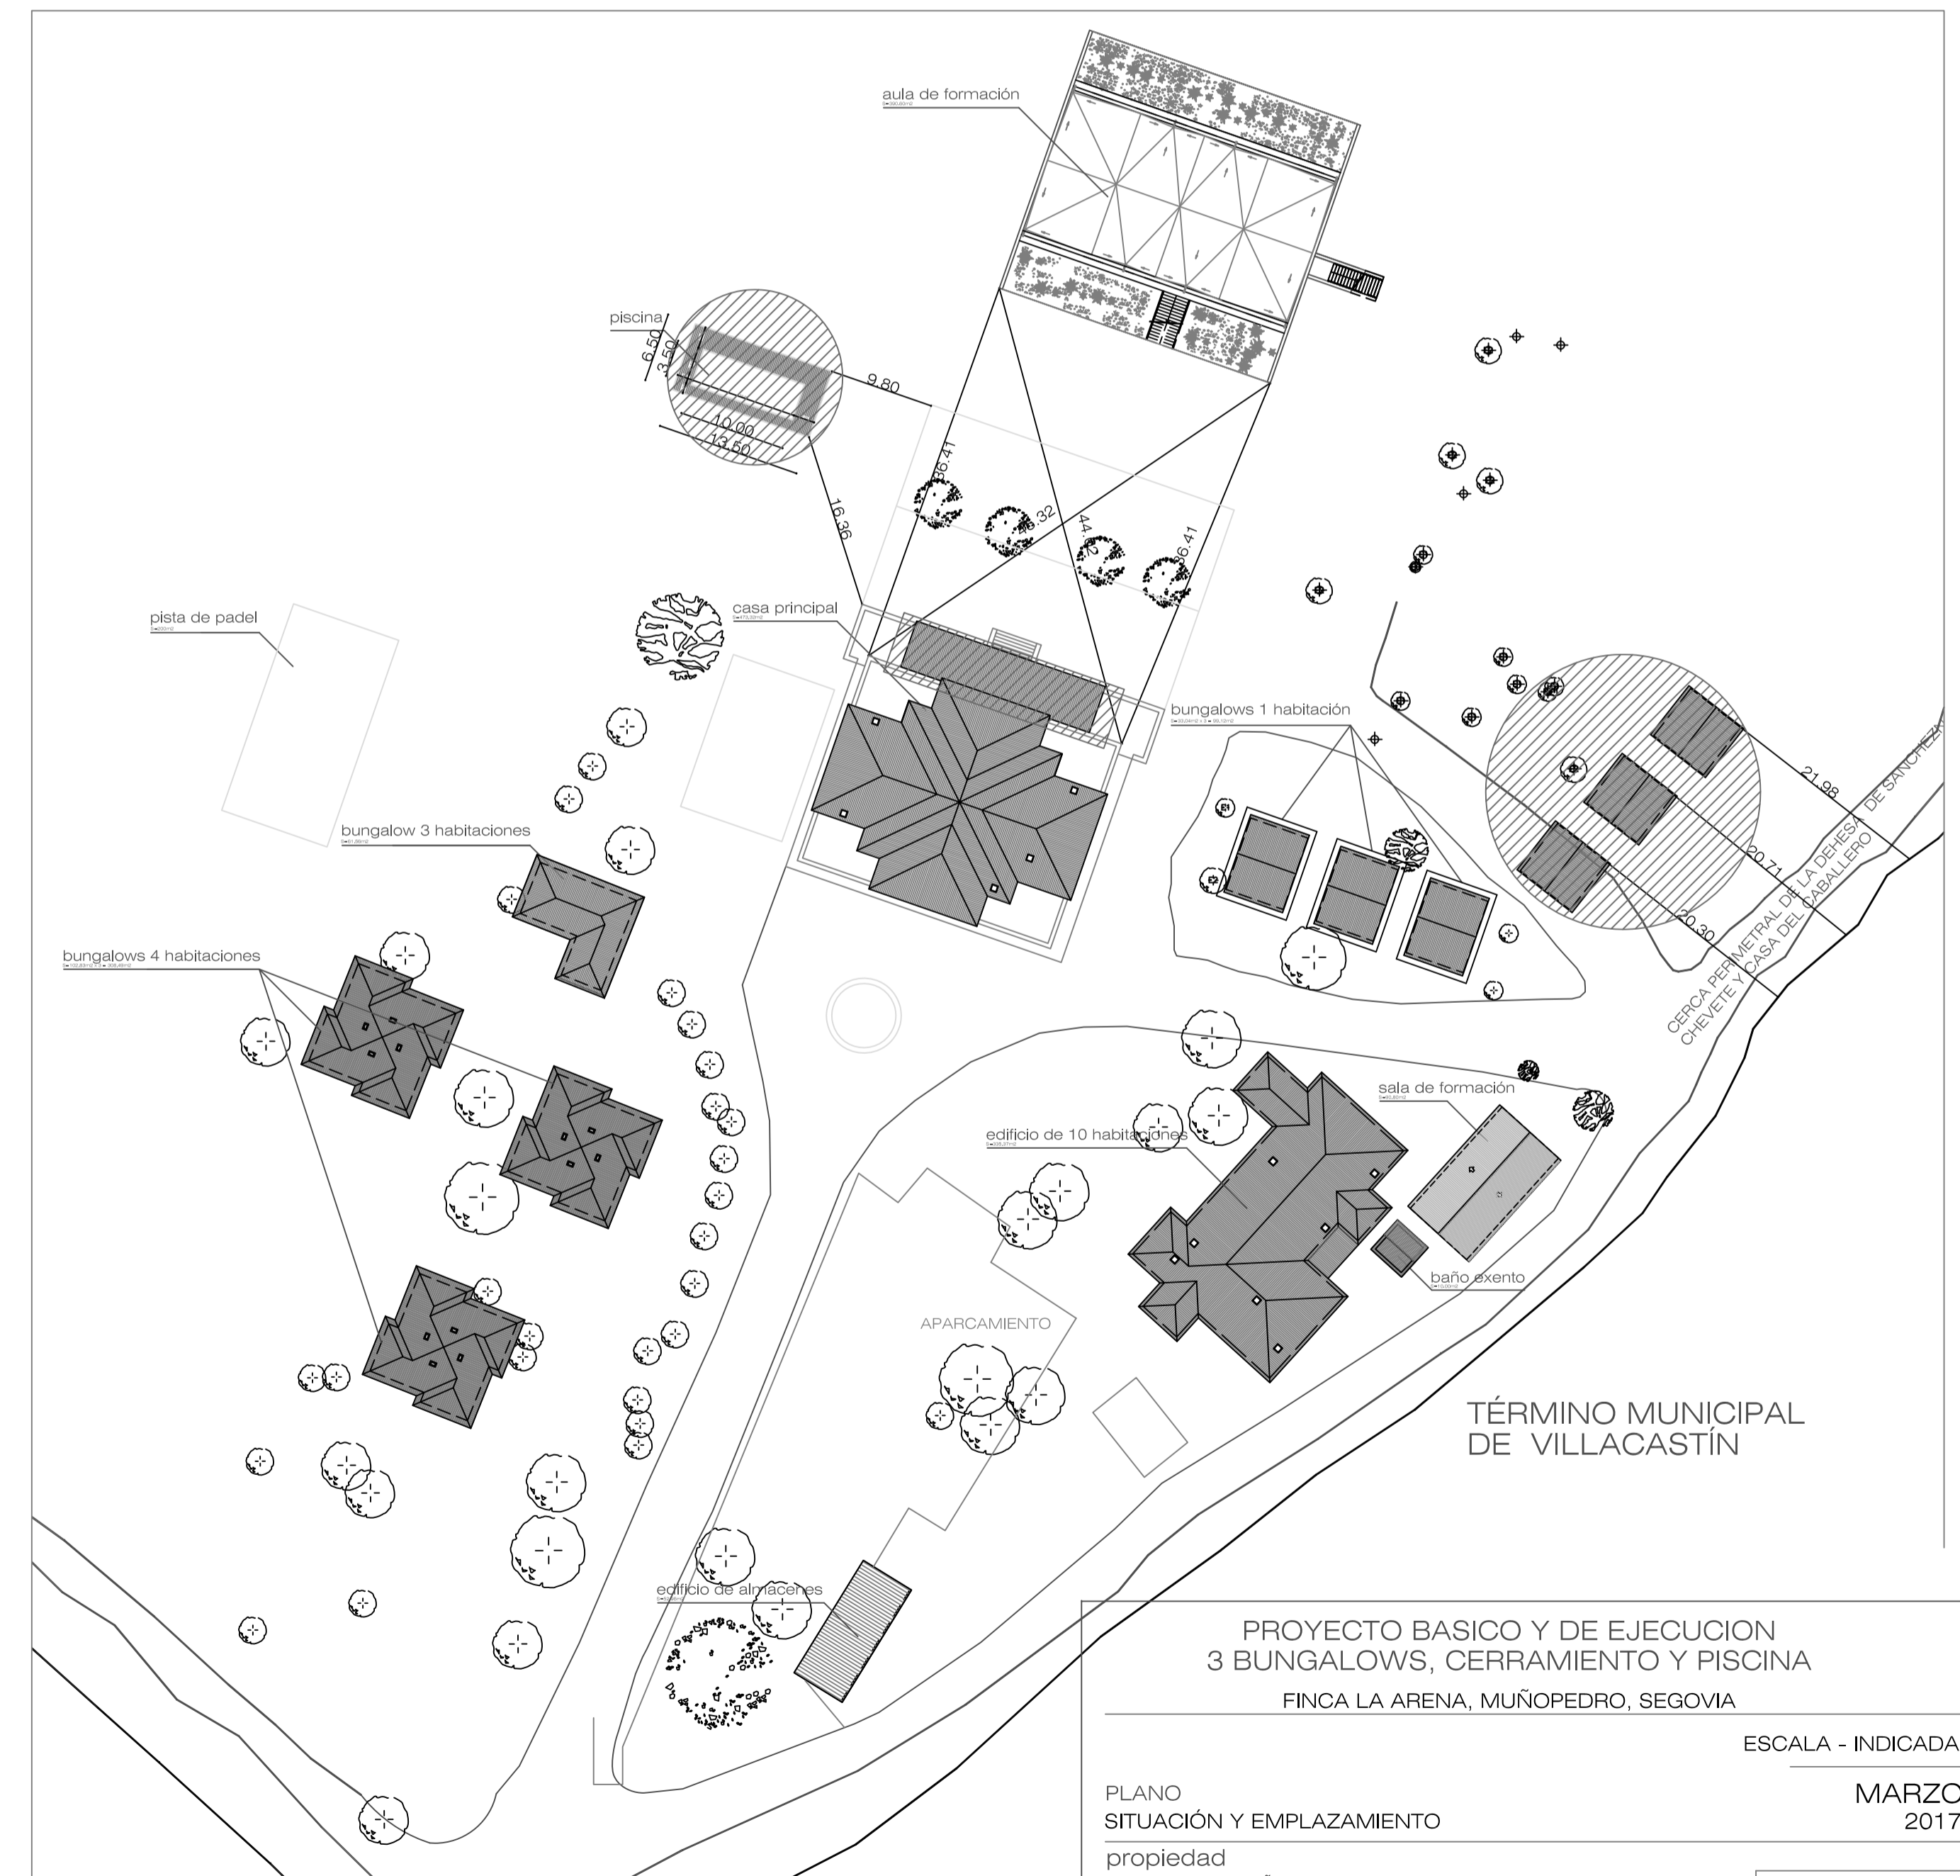 aula de formación
piscina
6.50
3.50
10.00
13.50
9.80
16.36
36.41
36.41
pista de padel
casa principal
bungalows 1 habitación
21.98
20.71
20.30
CERCA PERIMETRAL DE LA DEHESA DE
CHEVETE Y CASA DEL CABALLERO
bungalow 3 habitaciones
bungalows 4 habitaciones
sala de formación
edificio de 10 habitaciones
baño exento
APARCAMIENTO
TÉRMINO MUNICIPAL
DE VILLACASTÍN
edificio de almacenes
PROYECTO BASICO Y DE EJECUCION
3 BUNGALOWS, CERRAMIENTO Y PISCINA
FINCA LA ARENA, MUÑOPEDRO, SEGOVIA
ESCALA - INDICADA
PLANO
MARZO
SITUACIÓN Y EMPLAZAMIENTO
2017
propiedad